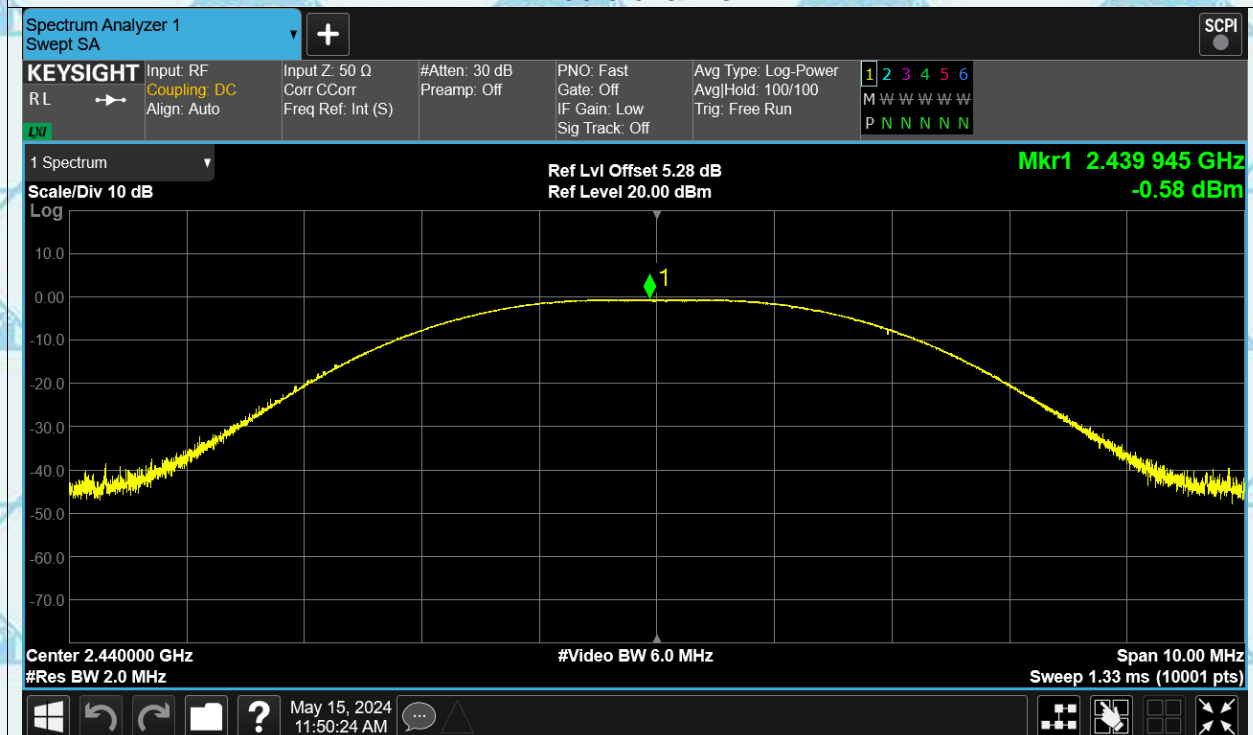 Spectrum Analyzer 1
Swept SA
+
SCPI
KEYSIGHT
RL
LXI
Input: RF
Coupling: DC
Align: Auto
Input Z: 50 Ω
Corr CCorr
Freq Ref: Int (S)
#Atten: 30 dB
Preamp: Off
PNO: Fast
Gate: Off
IF Gain: Low
Sig Track: Off
Avg Type: Log-Power
Avg|Hold: 100/100
Trig: Free Run
1 2 3 4 5 6
M W W W W W
P N N N N N
1 Spectrum
Scale/Div 10 dB
Ref Lvl Offset 5.28 dB
Ref Level 20.00 dBm
Mkr1 2.439 945 GHz
-0.58 dBm
Log
10.0
0.00
-10.0
-20.0
-30.0
-40.0
-50.0
-60.0
-70.0
1
Center 2.440000 GHz
#Video BW 6.0 MHz
Span 10.00 MHz
#Res BW 2.0 MHz
Sweep 1.33 ms (10001 pts)
?
May 15, 2024
11:50:24 AM